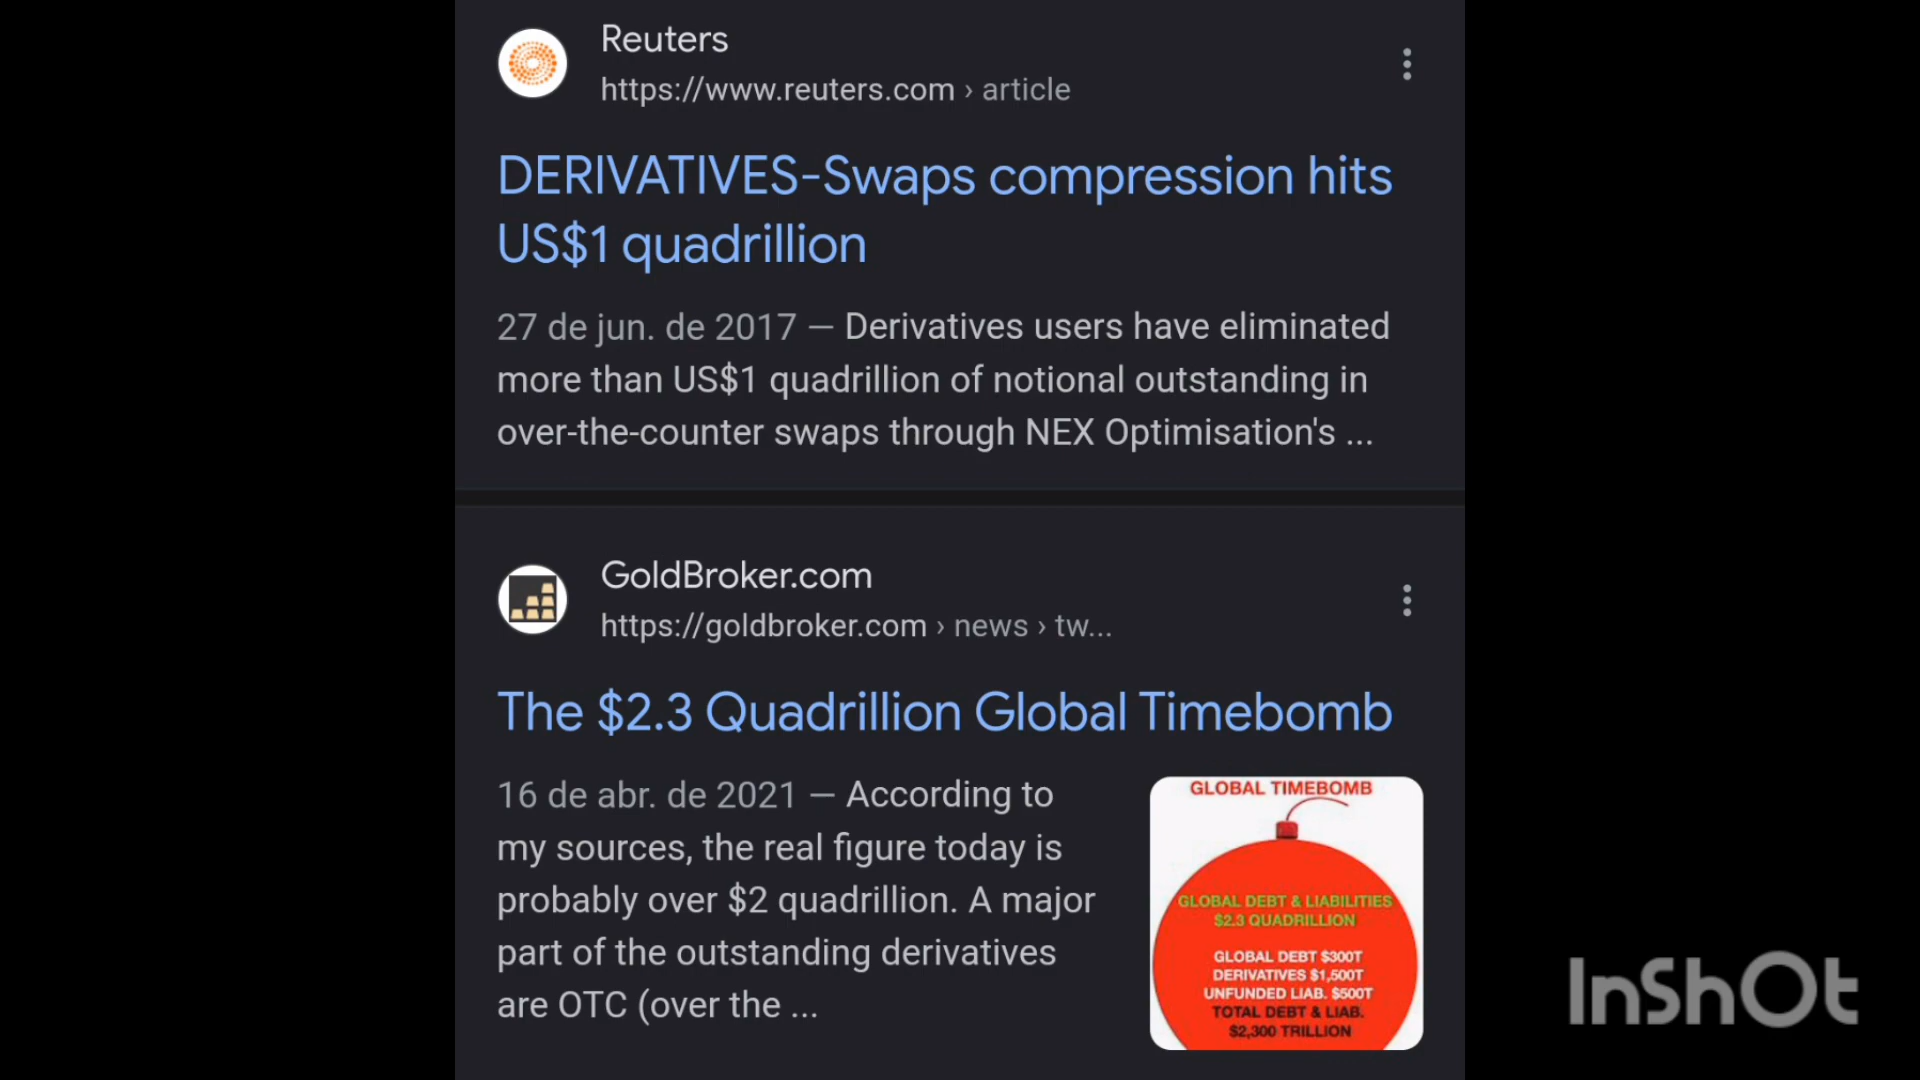 Reuters
https://www.reuters.com › article
DERIVATIVES-Swaps compression hits
US$1 quadrillion
27 de jun. de 2017 — Derivatives users have eliminated
more than US$1 quadrillion of notional outstanding in
over-the-counter swaps through NEX Optimisation's ...
GoldBroker.com
https://goldbroker.com › news › tw...
The $2.3 Quadrillion Global Timebomb
16 de abr. de 2021 — According to
my sources, the real figure today is
probably over $2 quadrillion. A major
part of the outstanding derivatives
are OTC (over the ...
GLOBAL TIMEBOMB
GLOBAL DEBT & LIABILITIES
$2.3 QUADRILLION
GLOBAL DEBT $300T
DERIVATIVES $1,500T
UNFUNDED LIAB. $500T
TOTAL DEBT & LIAB.
$2,300 TRILLION
InShOt